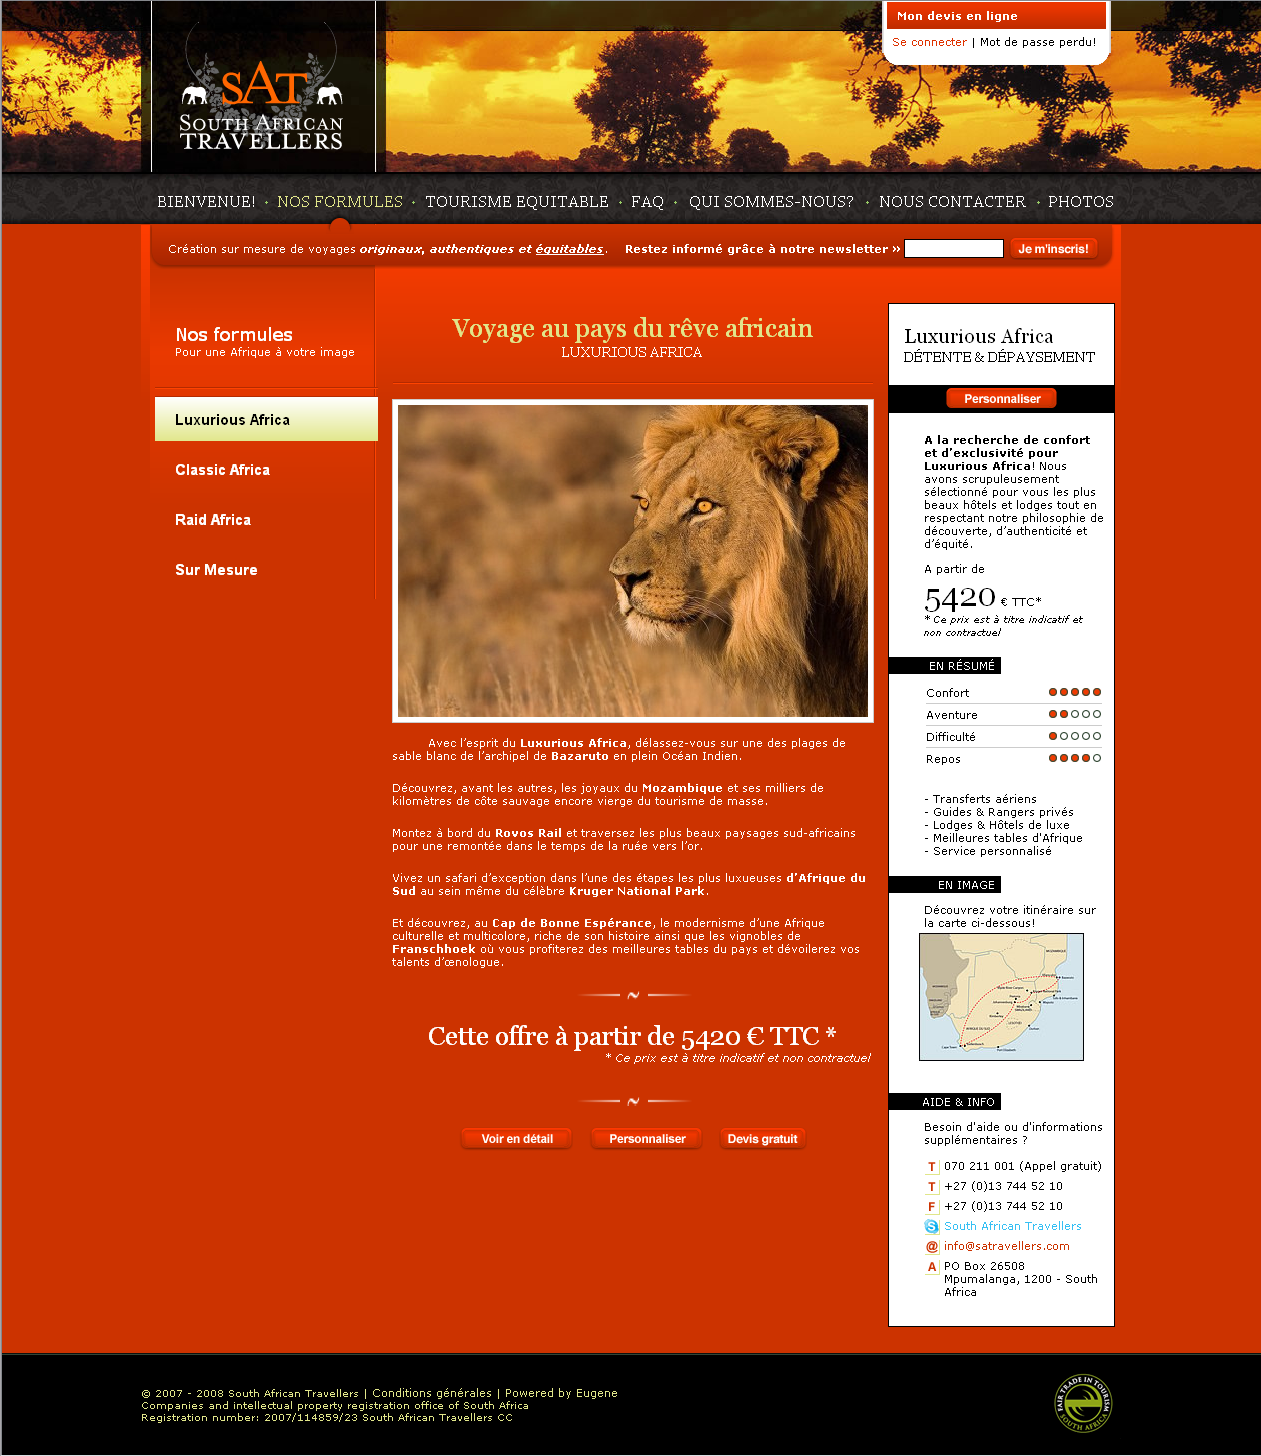 Mon devis en ligne
Se connecter | Mot de passe perdu!
SAT
SOUTH AFRICAN
TRAVELLERS
BIENVENUE! • NOS FORMULES • TOURISME EQUITABLE • FAQ • QUI SOMMES-NOUS? • NOUS CONTACTER • PHOTOS
Création sur mesure de voyages originaux, authentiques et équitables. Restez informé grâce à notre newsletter » Je m'inscris!
Nos formules
Pour une Afrique à votre image
Luxurious Africa
Classic Africa
Raid Africa
Sur Mesure
Voyage au pays du rêve africain
LUXURIOUS AFRICA
Avec l'esprit du Luxurious Africa, délassez-vous sur une des plages de
sable blanc de l'archipel de Bazaruto en plein Océan Indien.
Découvrez, avant les autres, les joyaux du Mozambique et ses milliers de
kilomètres de côte sauvage encore vierge du tourisme de masse.
Montez à bord du Rovos Rail et traversez les plus beaux paysages sud-africains
pour une remontée dans le temps de la ruée vers l'or.
Vivez un safari d'exception dans l'une des étapes les plus luxueuses d'Afrique du
Sud au sein même du célèbre Kruger National Park.
Et découvrez, au Cap de Bonne Espérance, le modernisme d'une Afrique
culturelle et multicolore, riche de son histoire ainsi que les vignobles de
Franschhoek où vous profiterez des meilleures tables du pays et dévoilerez vos
talents d'œnologue.
Cette offre à partir de 5420 € TTC *
* Ce prix est à titre indicatif et non contractuel
Voir en détail Personnaliser Devis gratuit
Luxurious Africa
DÉTENTE & DÉPAYSEMENT
Personnaliser
A la recherche de confort
et d'exclusivité pour
Luxurious Africa! Nous
avons scrupuleusement
sélectionné pour vous les plus
beaux hôtels et lodges tout en
respectant notre philosophie de
découverte, d'authenticité et
d'équité.
A partir de
5420 € TTC*
* Ce prix est à titre indicatif et
non contractuel
EN RÉSUMÉ
Confort
Aventure
Difficulté
Repos
- Transferts aériens
- Guides & Rangers privés
- Lodges & Hôtels de luxe
- Meilleures tables d'Afrique
- Service personnalisé
EN IMAGE
Découvrez votre itinéraire sur
la carte ci-dessous!
AIDE & INFO
Besoin d'aide ou d'informations
supplémentaires ?
T 070 211 001 (Appel gratuit)
T +27 (0)13 744 52 10
F +27 (0)13 744 52 10
South African Travellers
@ info@satravellers.com
A PO Box 26508
Mpumalanga, 1200 - South
Africa
© 2007 - 2008 South African Travellers | Conditions générales | Powered by Eugene
Companies and intellectual property registration office of South Africa
Registration number: 2007/114859/23 South African Travellers CC
FAIR TRADE IN TOURISM
SOUTH AFRICA